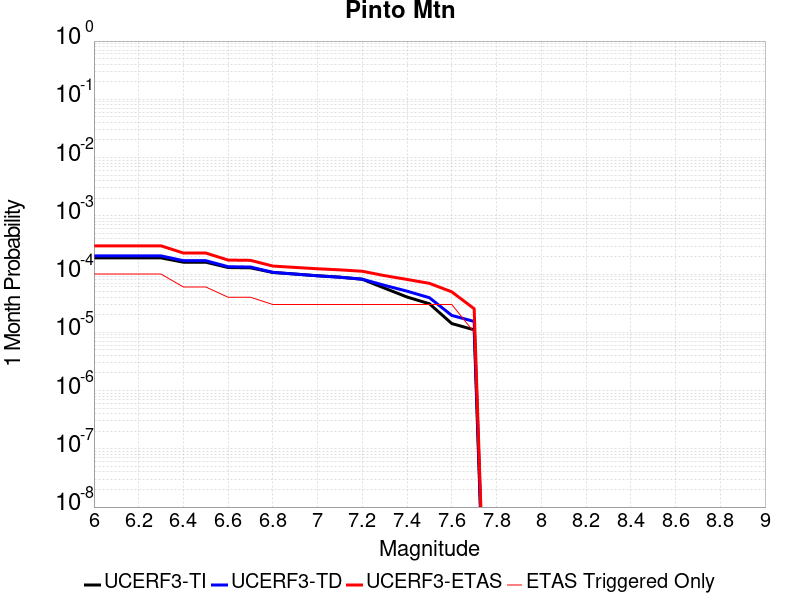 Pinto Mtn
1 Month Probability
10^0
10^-1
10^-2
10^-3
10^-4
10^-5
10^-6
10^-7
10^-8
6 6.2 6.4 6.6 6.8 7 7.2 7.4 7.6 7.8 8 8.2 8.4 8.6 8.8 9
Magnitude
UCERF3-TI UCERF3-TD UCERF3-ETAS ETAS Triggered Only